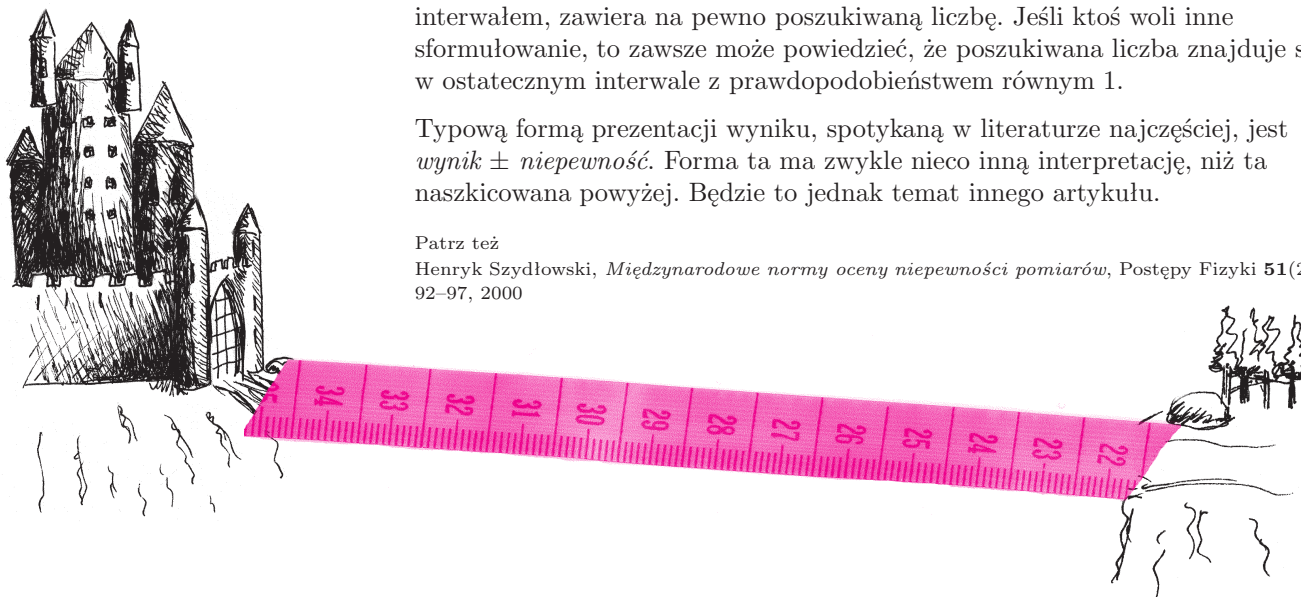 interwałem, zawiera na pewno poszukiwaną liczbę. Jeśli ktoś woli inne
sformułowanie, to zawsze może powiedzieć, że poszukiwana liczba znajduje
w ostatecznym interwale z prawdopodobieństwem równym 1.
Typową formą prezentacji wyniku, spotykaną w literaturze najczęściej, jest
wynik ± niepewność. Forma ta ma zwykle nieco inną interpretację, niż ta
naszkicowana powyżej. Będzie to jednak temat innego artykułu.
Patrz też
Henryk Szydłowski, Międzynarodowe normy oceny niepewności pomiarów, Postępy Fizyki 51(2
92–97, 2000
34 33 32 31 30 29 28 27 26 25 24 23 22